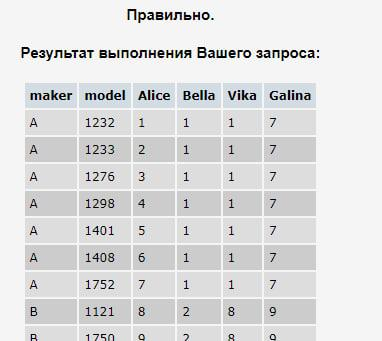 Правильно.
Результат выполнения Вашего запроса:
maker model Alice Bella Vika Galina
A 1232 1 1 1 7
A 1233 2 1 1 7
A 1276 3 1 1 7
A 1298 4 1 1 7
A 1401 5 1 1 7
A 1408 6 1 1 7
A 1752 7 1 1 7
B 1121 8 2 8 9
B 1750 9 2 8 9